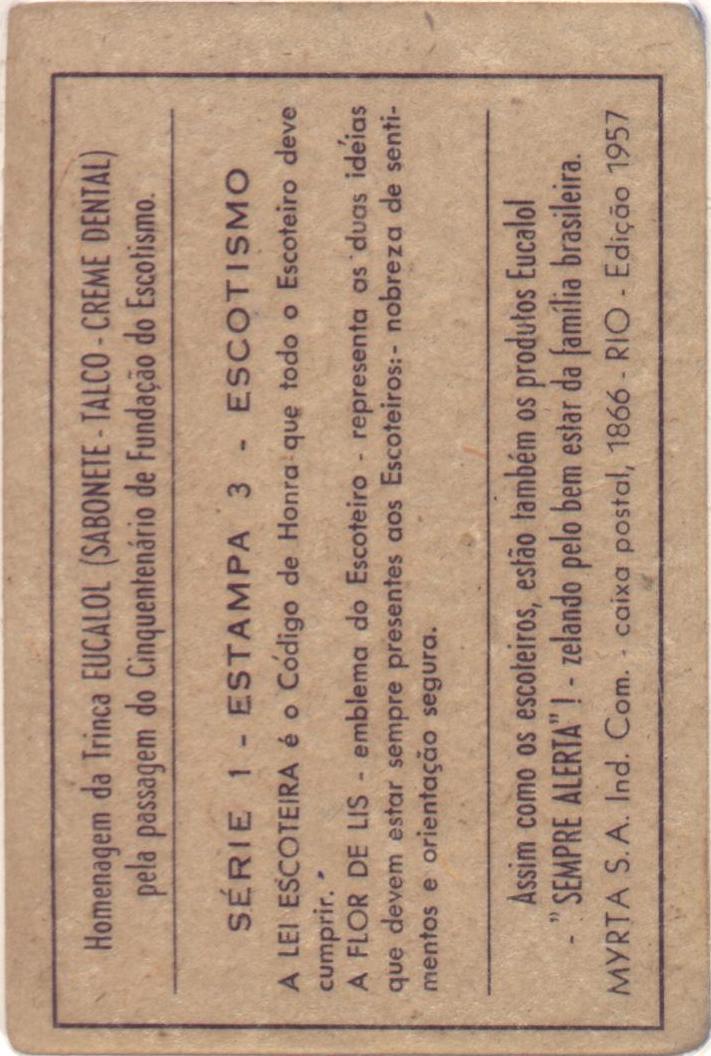 Homenagem da Trinca EUCALOL (SABONETE - TALCO - CREME DENTAL)
pela passagem do Cinquentenário de Fundação do Escotismo.
SÉRIE 1 - ESTAMPA 3 - ESCOTISMO
A LEI ESCOTEIRA é o Código de Honra que todo o Escoteiro deve
cumprir.
A FLOR DE LIS - emblema do Escoteiro - representa as duas idéias
que devem estar sempre presentes aos Escoteiros:- nobreza de senti-
mentos e orientação segura.
Assim como os escoteiros, estão também os produtos Eucalol
- "SEMPRE ALERTA" ! - zelando pelo bem estar da família brasileira.
MYRTA S. A. Ind. Com. - caixa postal, 1866 - RIO - Edição 1957